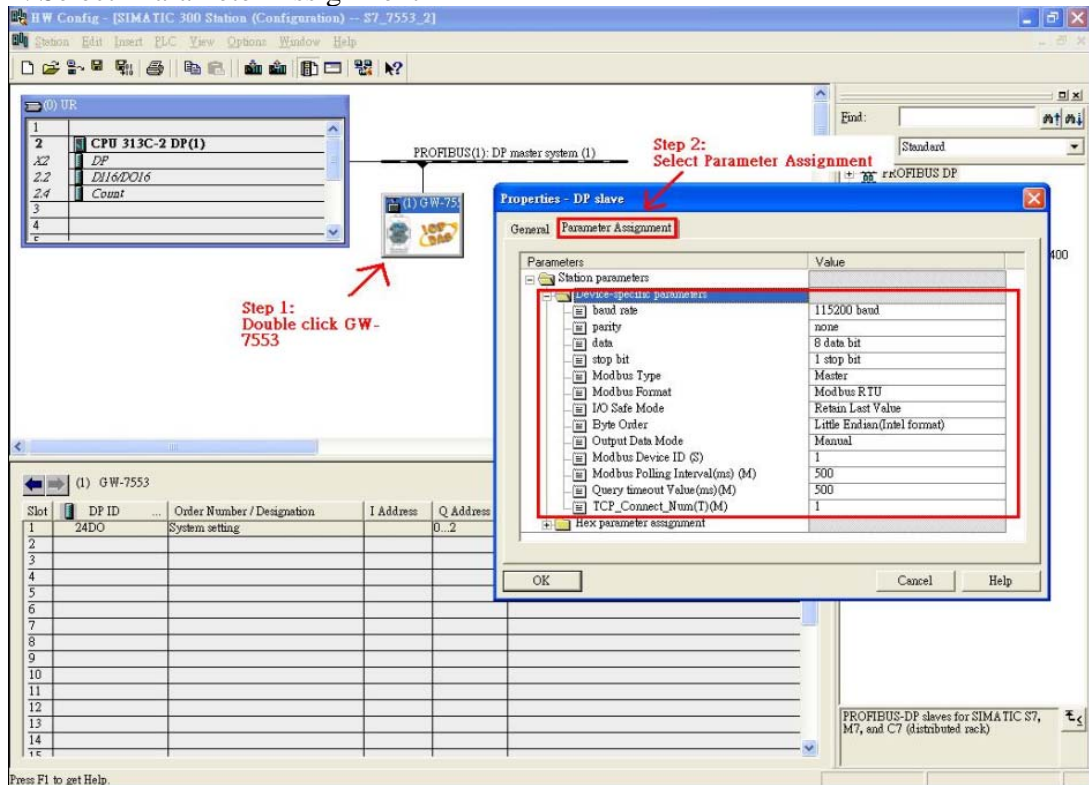 HW Config - [SIMATIC 300 Station (Configuration) -- S7_7553_2]
Station Edit Insert PLC View Options Window Help
(0) UR
1
2 CPU 313C-2 DP(1)
X2 DP
2.2 DI16/DO16
2.4 Count
3
4
PROFIBUS(1): DP master system (1)
(1) GW-755
ICP
DAS
Step 1:
Double click GW-
7553
Step 2:
Select Parameter Assignment
Find:
Standard
PROFIBUS DP
400
Properties - DP slave
General Parameter Assignment
Parameters Value
Station parameters
Device-specific parameters
baud rate 115200 baud
parity none
data 8 data bit
stop bit 1 stop bit
Modbus Type Master
Modbus Format Modbus RTU
I/O Safe Mode Retain Last Value
Byte Order Little Endian(Intel format)
Output Data Mode Manual
Modbus Device ID (S) 1
Modbus Polling Interval(ms) (M) 500
Query timeout Value(ms)(M) 500
TCP_Connect_Num(T)(M) 1
Hex parameter assignment
OK Cancel Help
(1) GW-7553
Slot DP ID ... Order Number / Designation I Address Q Address
1 24DO System setting 0...2
2
3
4
5
6
7
8
9
10
11
12
13
14
15
PROFIBUS-DP slaves for SIMATIC S7,
M7, and C7 (distributed rack)
Press F1 to get Help.